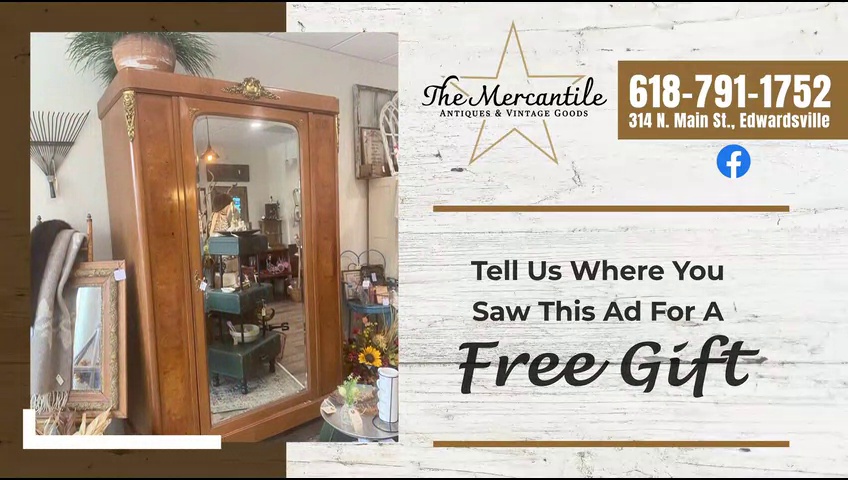 The Mercantile
Antiques & Vintage Goods
618-791-1752
314 N. Main St., Edwardsville
Tell Us Where You
Saw This Ad For A
Free Gift